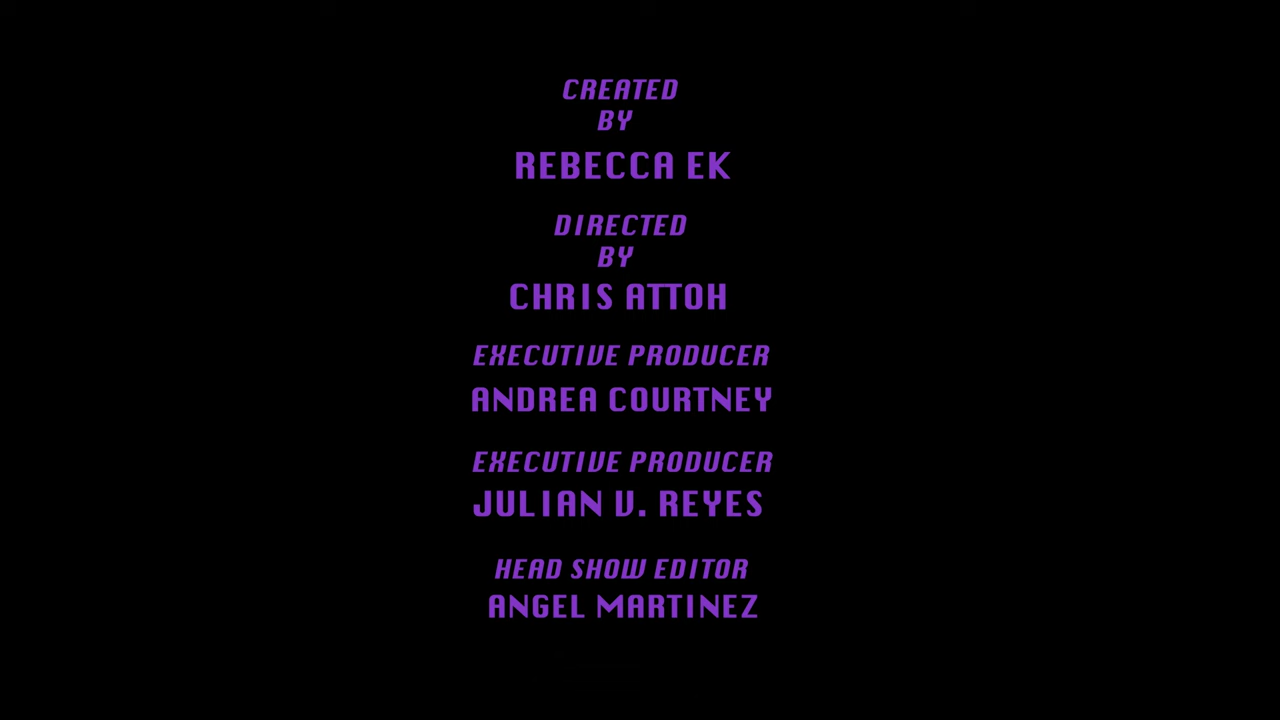 CREATED
BY
REBECCA EK
DIRECTED
BY
CHRIS ATTOH
EXECUTIVE PRODUCER
ANDREA COURTNEY
EXECUTIVE PRODUCER
JULIAN V. REYES
HEAD SHOW EDITOR
ANGEL MARTINEZ